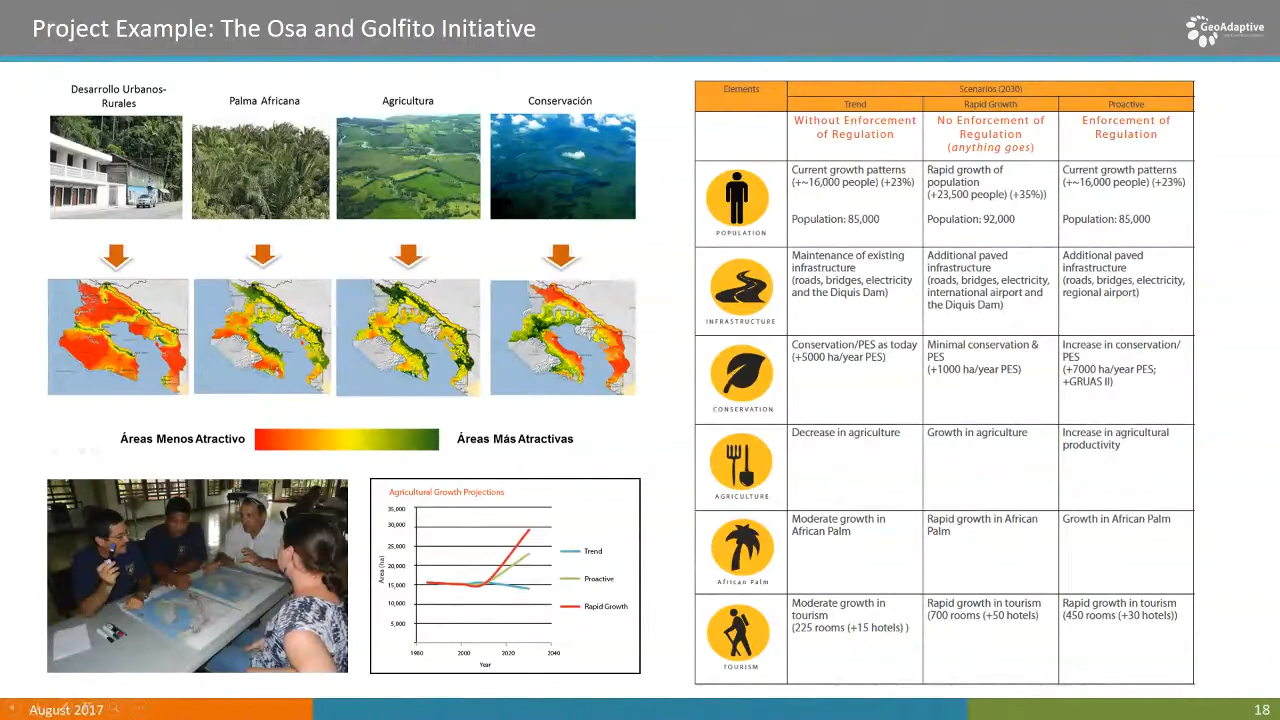 Project Example: The Osa and Golfito Initiative
GeoAdaptive
Desarrollo Urbanos-
Rurales
Palma Africana
Agricultura
Conservación
Áreas Menos Atractivo
Áreas Más Atractivas
Agricultural Growth Projections
35,000
30,000
25,000
20,000
15,000
10,000
5,000
Area (ha)
1980
2000
2020
2040
Year
Trend
Proactive
Rapid Growth
Elements
Scenarios (2030)
Trend
Rapid Growth
Proactive
Without Enforcement
of Regulation
No Enforcement of
Regulation
(anything goes)
Enforcement of
Regulation
POPULATION
Current growth patterns
(+~16,000 people) (+23%)
Population: 85,000
Rapid growth of
population
(+23,500 people) (+35%))
Population: 92,000
Current growth patterns
(+~16,000 people) (+23%)
Population: 85,000
INFRASTRUCTURE
Maintenance of existing
infrastructure
(roads, bridges, electricity
and the Diquis Dam)
Additional paved
infrastructure
(roads, bridges, electricity,
international airport and
the Diquis Dam)
Additional paved
infrastructure
(roads, bridges, electricity,
regional airport)
CONSERVATION
Conservation/PES as today
(+5000 ha/year PES)
Minimal conservation &
PES
(+1000 ha/year PES)
Increase in conservation/
PES
(+7000 ha/year PES;
+GRUAS II)
AGRICULTURE
Decrease in agriculture
Growth in agriculture
Increase in agricultural
productivity
African Palm
Moderate growth in
African Palm
Rapid growth in African
Palm
Growth in African Palm
TOURISM
Moderate growth in
tourism
(225 rooms (+15 hotels) )
Rapid growth in tourism
(700 rooms (+50 hotels)
Rapid growth in tourism
(450 rooms (+30 hotels))
August 2017
18